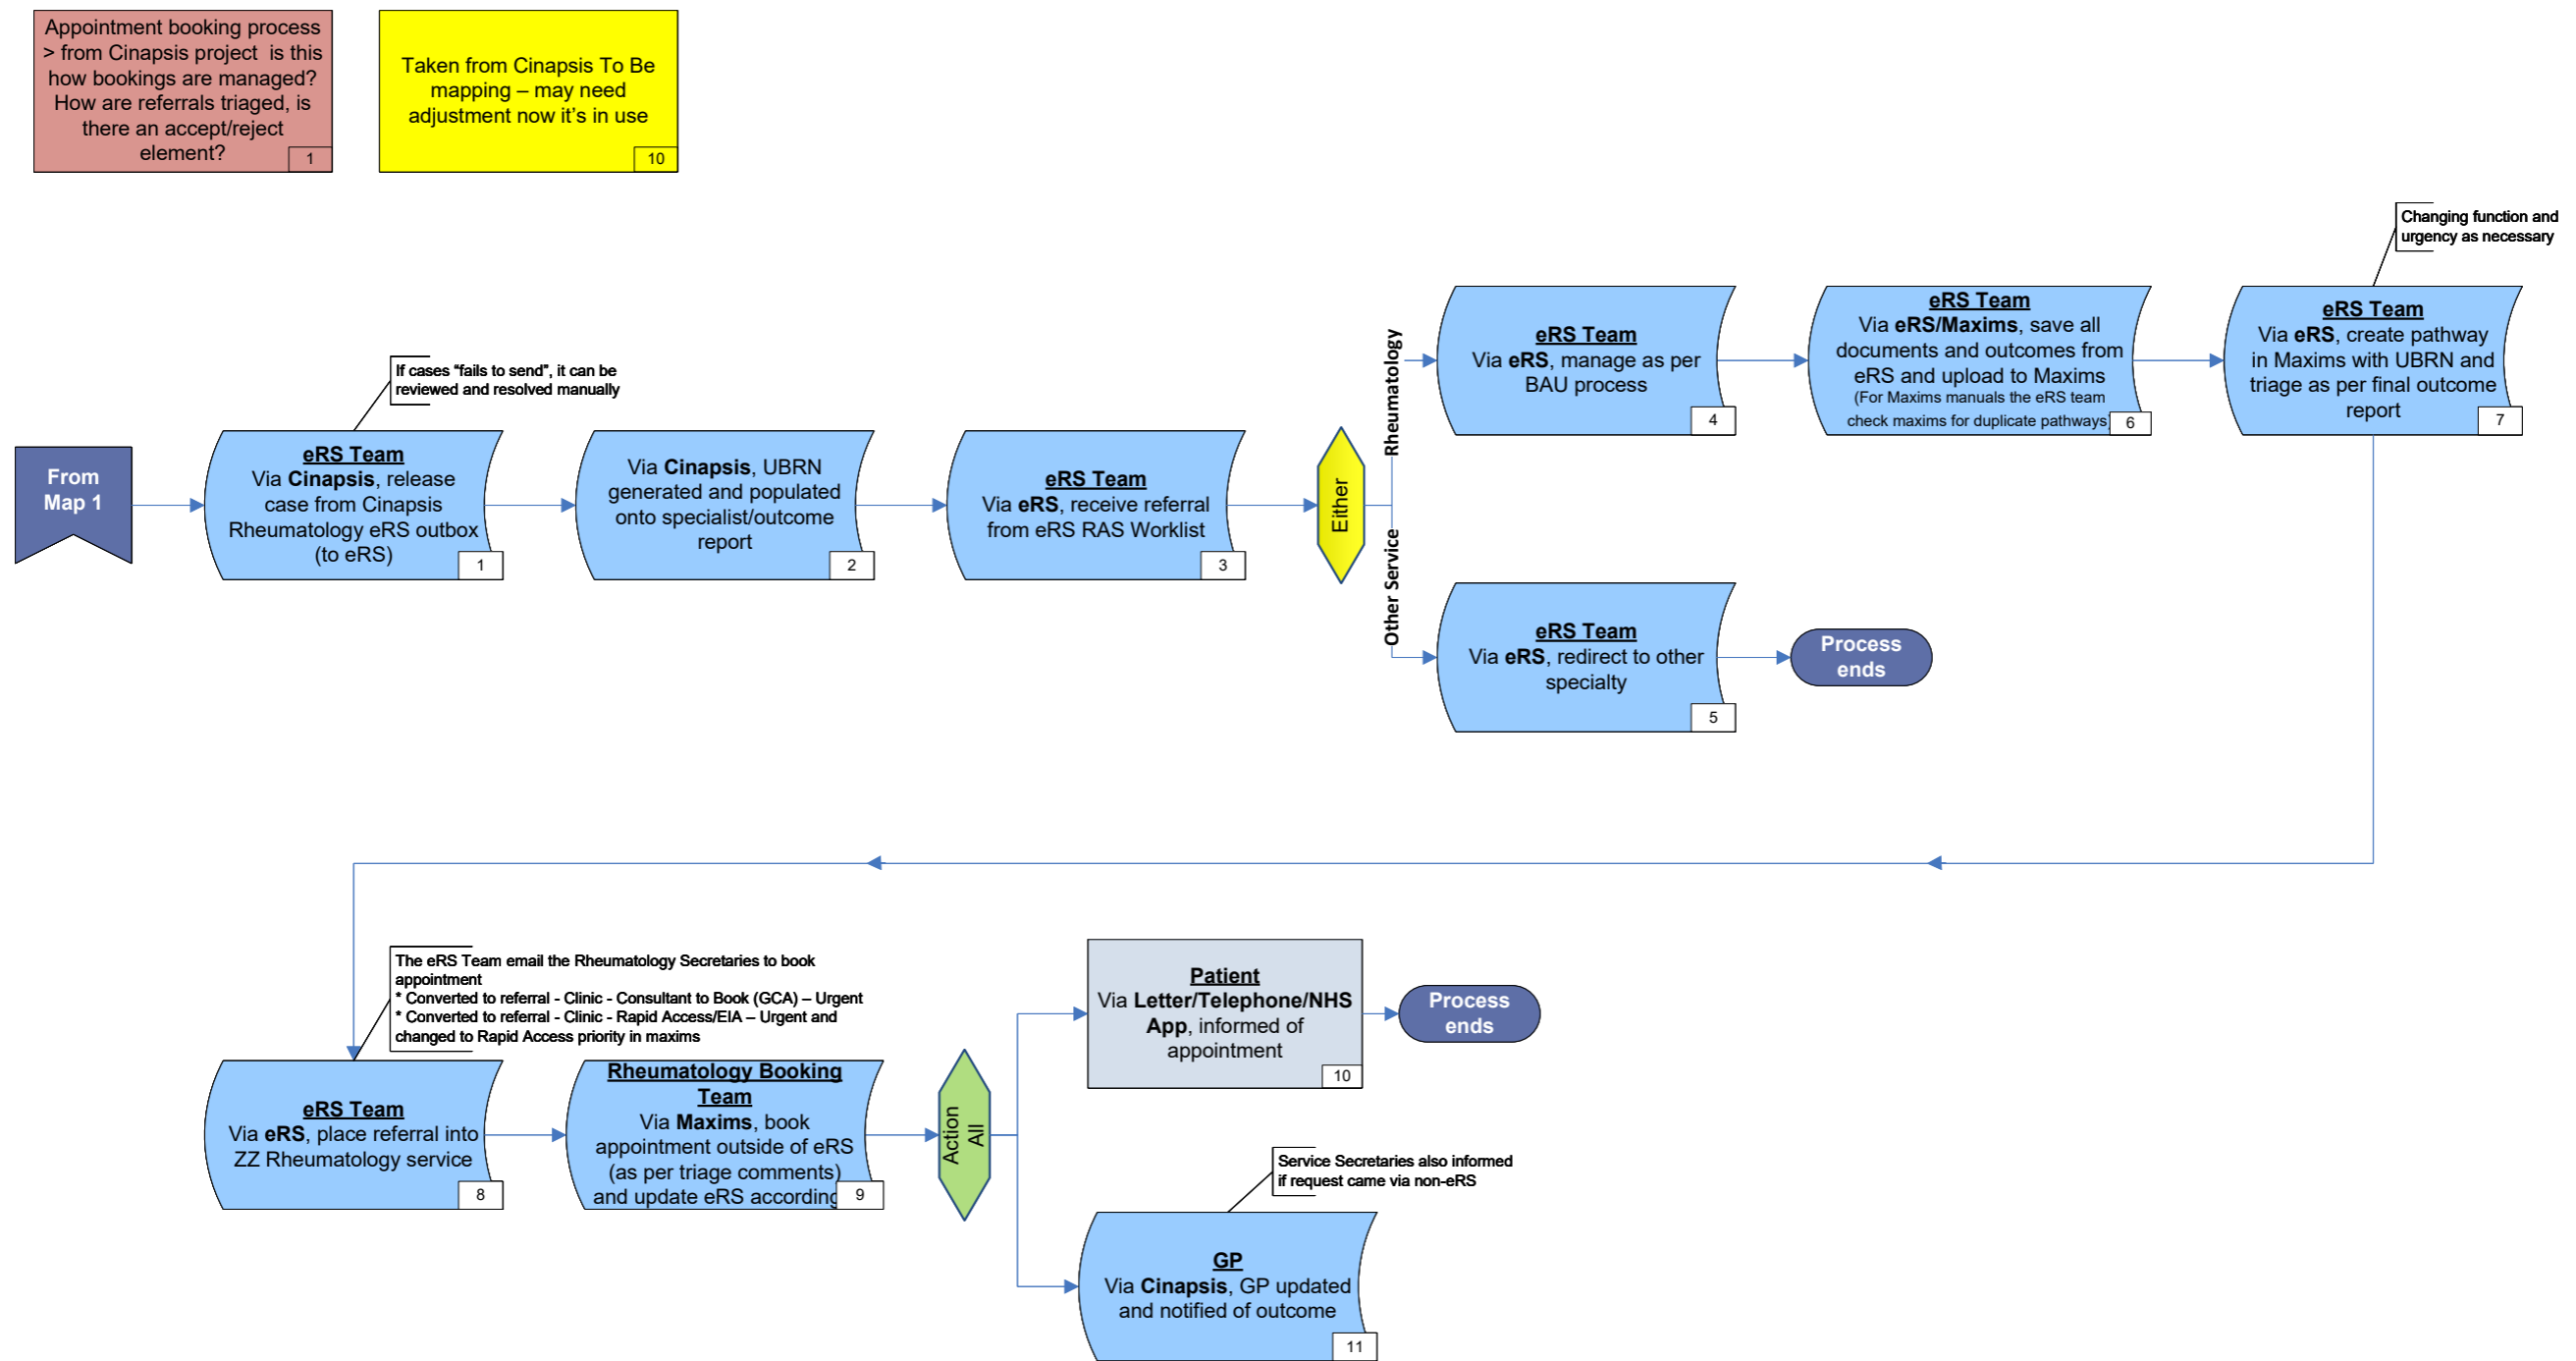 Appointment booking process
> from Cinapsis project  is this
how bookings are managed?
How are referrals triaged, is
there an accept/reject
element?
1
Taken from Cinapsis To Be
mapping – may need
adjustment now it's in use
10
Changing function and
urgency as necessary
If cases “fails to send”, it can be
reviewed and resolved manually
From
Map 1
eRS Team
Via Cinapsis, release
case from Cinapsis
Rheumatology eRS outbox
(to eRS)
1
Via Cinapsis, UBRN
generated and populated
onto specialist/outcome
report
2
eRS Team
Via eRS, receive referral
from eRS RAS Worklist
3
Either
Rheumatology
Other Service
eRS Team
Via eRS, manage as per
BAU process
4
eRS Team
Via eRS/Maxims, save all
documents and outcomes from
eRS and upload to Maxims
(For Maxims manuals the eRS team
check maxims for duplicate pathways)
6
eRS Team
Via eRS, create pathway
in Maxims with UBRN and
triage as per final outcome
report
7
eRS Team
Via eRS, redirect to other
specialty
5
Process
ends
The eRS Team email the Rheumatology Secretaries to book
appointment
* Converted to referral - Clinic - Consultant to Book (GCA) – Urgent
* Converted to referral - Clinic - Rapid Access/EIA – Urgent and
changed to Rapid Access priority in maxims
eRS Team
Via eRS, place referral into
ZZ Rheumatology service
8
Rheumatology Booking
Team
Via Maxims, book
appointment outside of eRS
(as per triage comments)
and update eRS according
9
Action
All
Patient
Via Letter/Telephone/NHS
App, informed of
appointment
10
Process
ends
Service Secretaries also informed
if request came via non-eRS
GP
Via Cinapsis, GP updated
and notified of outcome
11